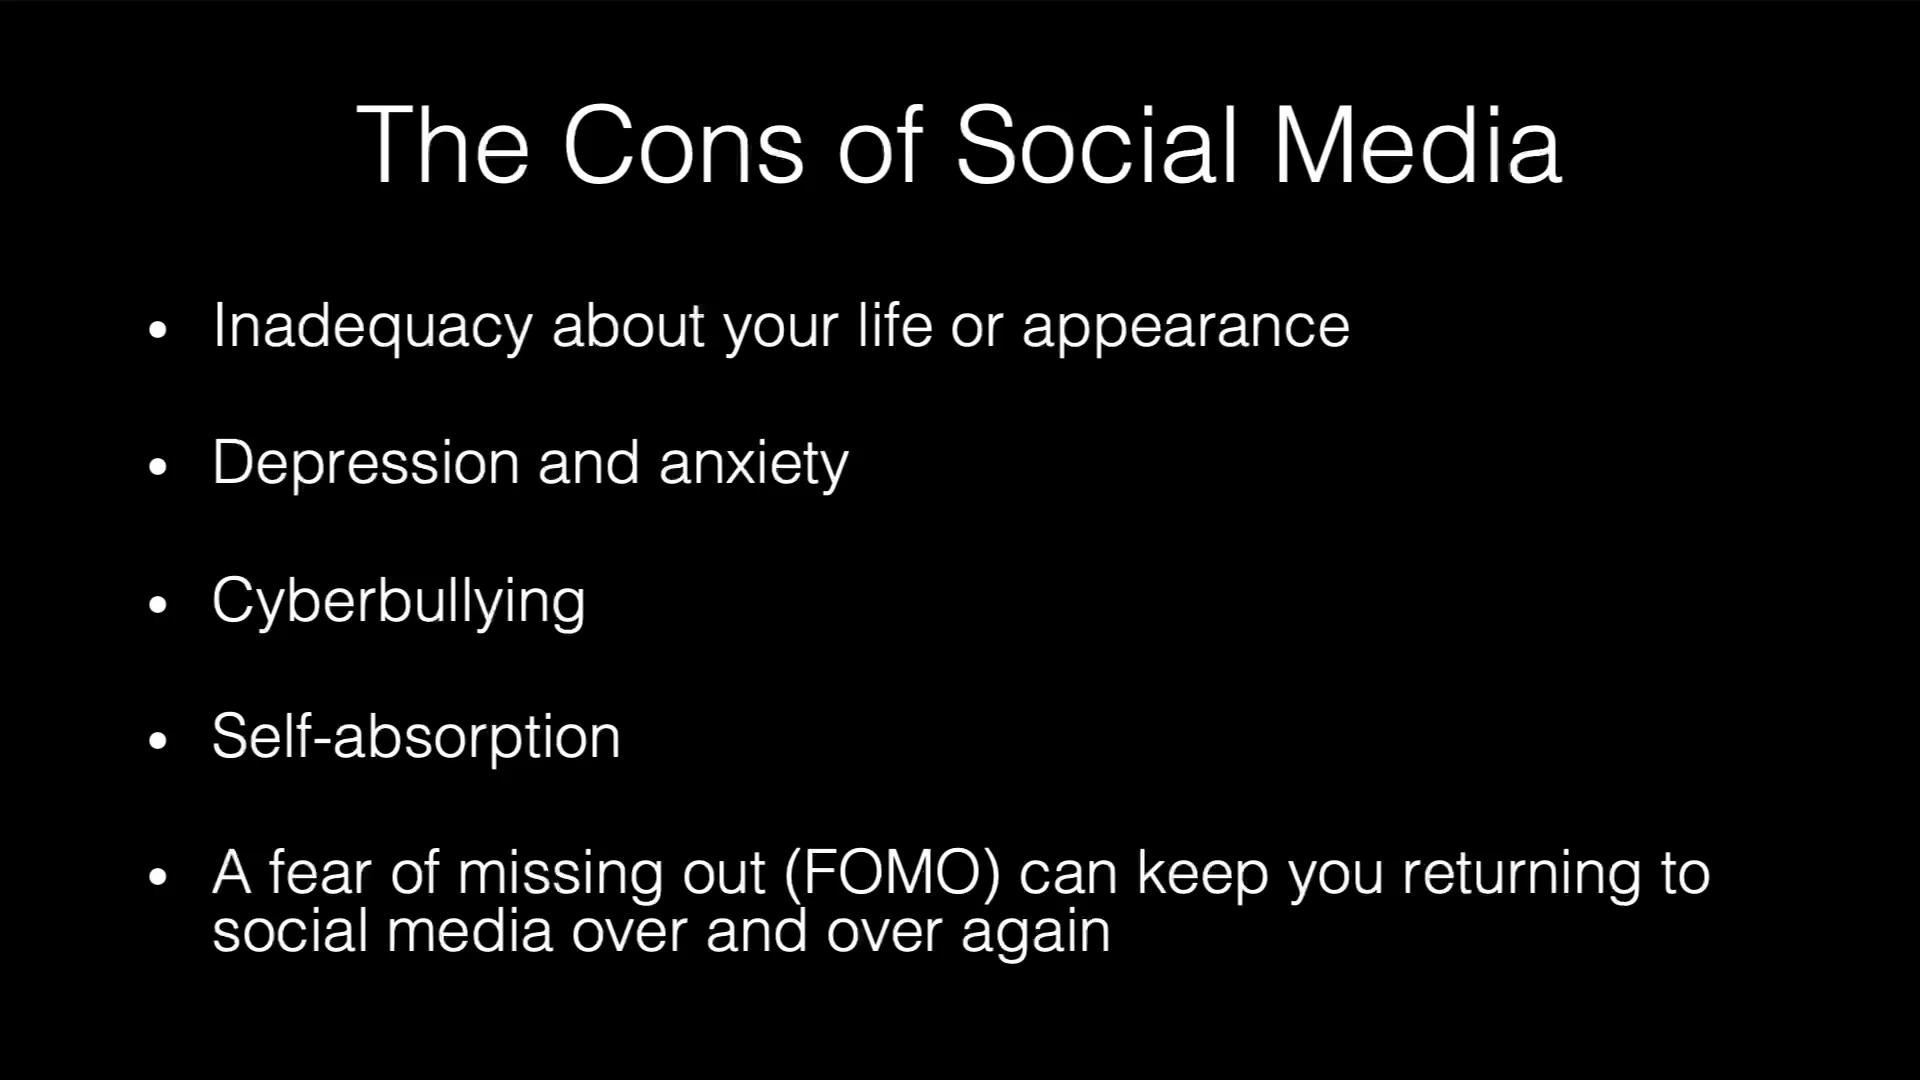 The Cons of Social Media
• Inadequacy about your life or appearance
• Depression and anxiety
• Cyberbullying
• Self-absorption
• A fear of missing out (FOMO) can keep you returning to
social media over and over again